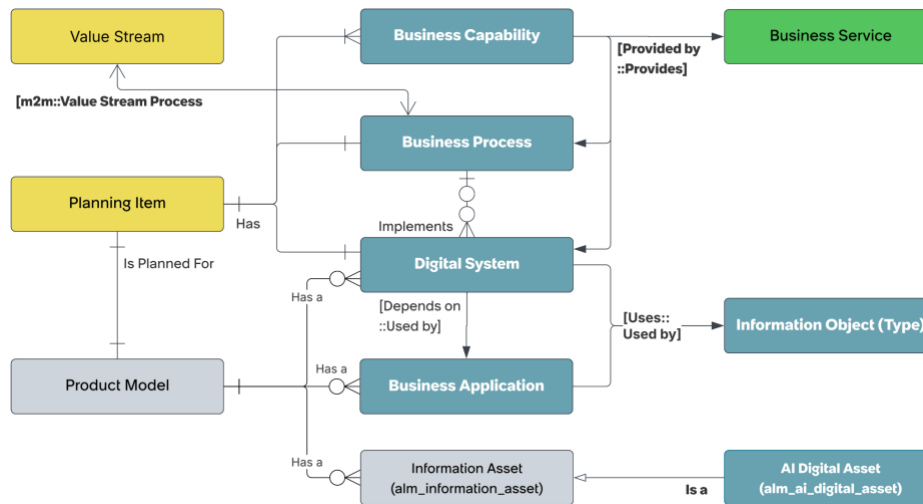 Value Stream
Business Capability
Business Service
[Provided by
::Provides]
[m2m::Value Stream Process
Business Process
Planning Item
Has
Implements
Is Planned For
Digital System
Has a
[Depends on
::Used by]
[Uses::
Used by]
Information Object (Type)
Product Model
Has a
Business Application
Has a
Information Asset
(alm_information_asset)
Is a
AI Digital Asset
(alm_ai_digital_asset)